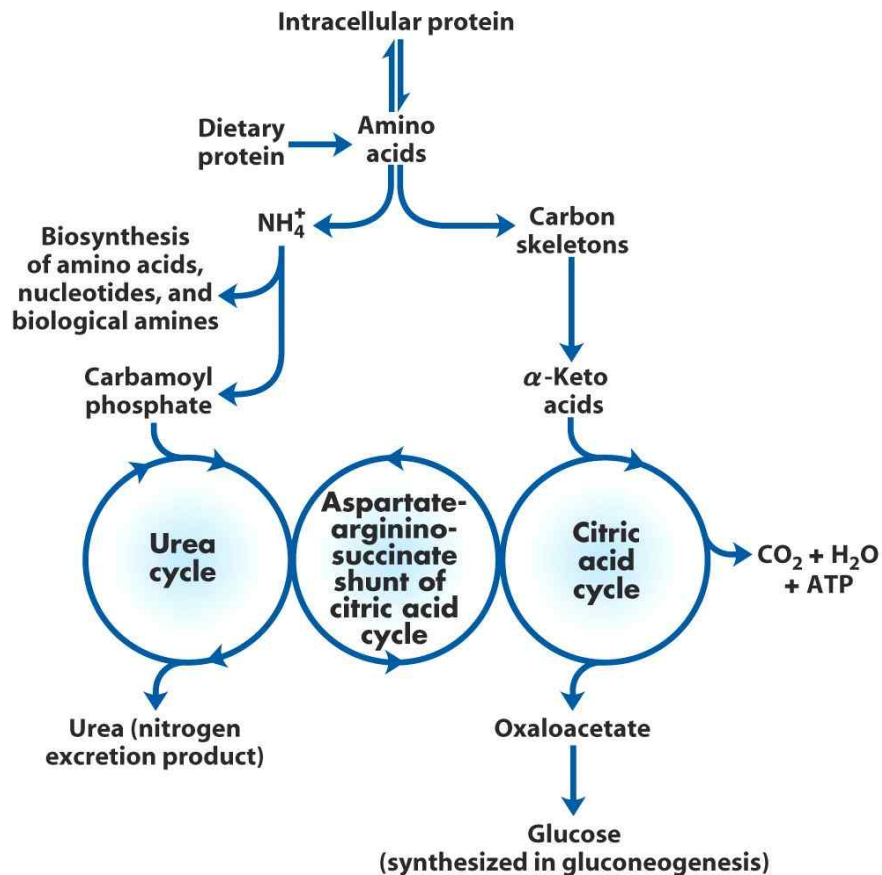 Intracellular protein
Dietary
protein
Amino
acids
NH₄⁺
Carbon
skeletons
Biosynthesis
of amino acids,
nucleotides, and
biological amines
Carbamoyl
phosphate
α-Keto
acids
Urea
cycle
Aspartate-
arginino-
succinate
shunt of
citric acid
cycle
Citric
acid
cycle
CO₂ + H₂O
+ ATP
Urea (nitrogen
excretion product)
Oxaloacetate
Glucose
(synthesized in gluconeogenesis)